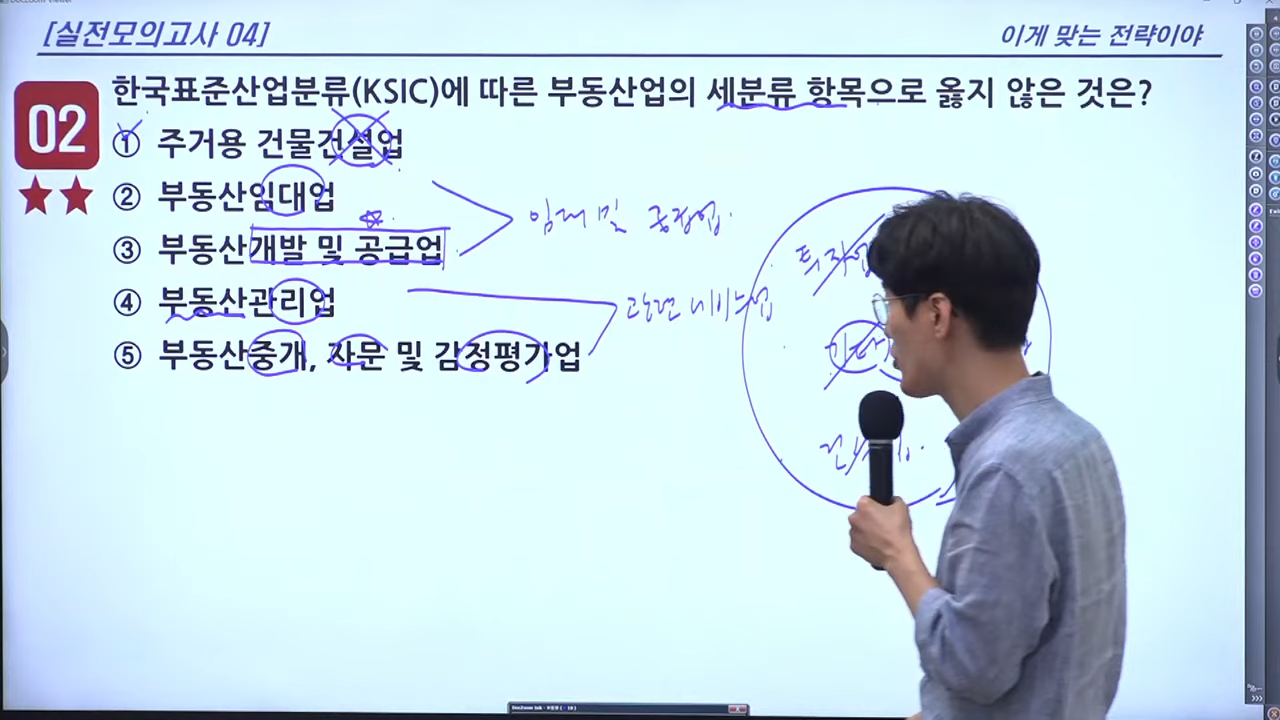 [실전모의고사 04]
이게 맞는 전략이야
02
한국표준산업분류(KSIC)에 따른 부동산업의 세분류 항목으로 옳지 않은 것은?
① 주거용 건물건설업
② 부동산임대업
③ 부동산개발 및 공급업
④ 부동산관리업
⑤ 부동산중개, 자문 및 감정평가업
임대 및 공급업.
투자업